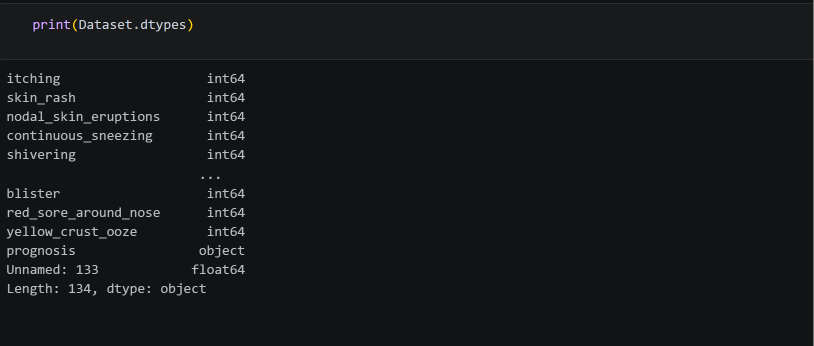 print(Dataset.dtypes)
itching int64
skin_rash int64
nodal_skin_eruptions int64
continuous_sneezing int64
shivering int64
...
blister int64
red_sore_around_nose int64
yellow_crust_ooze int64
prognosis object
Unnamed: 133 float64
Length: 134, dtype: object